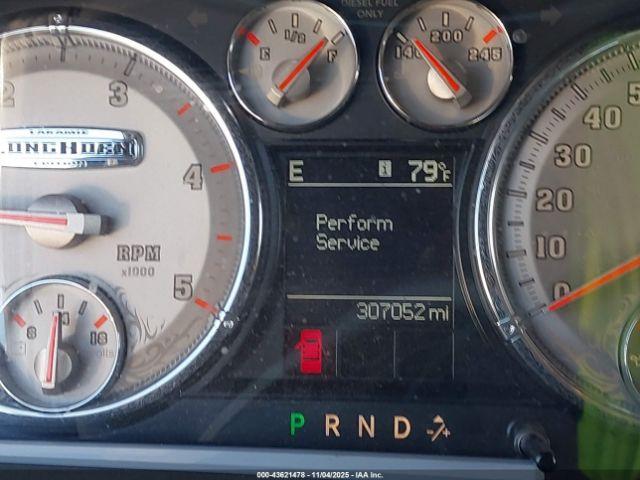 DIESEL FUEL
ONLY
E 1/2 F
140 200 245
2 3 4 5
LARAMIE
LONGHORN
EDITION
RPM
x1000
8 14 18
E i 79°F
Perform
Service
307052 mi
P R N D -/+
40
30
20
10
0
000-43621478 - 11/04/2025 - IAA Inc.